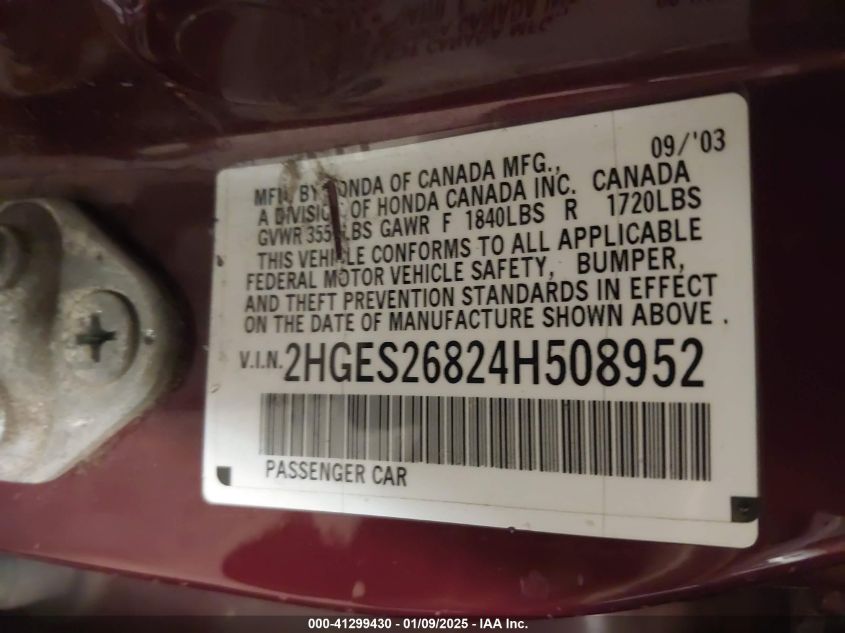 09/'03
MFD BY HONDA OF CANADA MFG.,
A DIVISION OF HONDA CANADA INC. CANADA
GVWR LBS GAWR F 1840LBS R 1720LBS
THIS VEHICLE CONFORMS TO ALL APPLICABLE
FEDERAL MOTOR VEHICLE SAFETY, BUMPER,
AND THEFT PREVENTION STANDARDS IN EFFECT
ON THE DATE OF MANUFACTURE SHOWN ABOVE .
V.I.N. 2HGES26824H508952
PASSENGER CAR
000-41299430 - 01/09/2025 - IAA Inc.